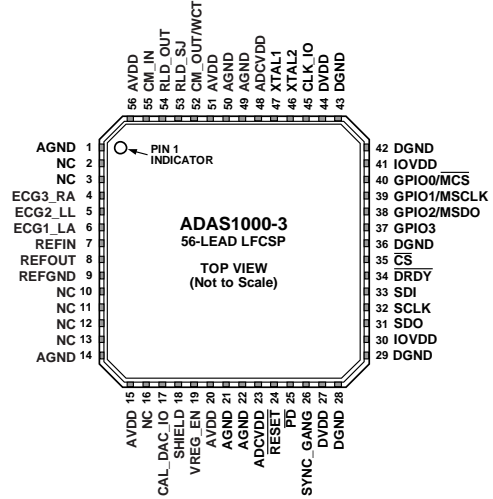 56 AVDD
55 CM_IN
54 RLD_OUT
53 RLD_SJ
52 CM_OUT/WCT
51 AVDD
50 AGND
49 AGND
48 ADCVDD
47 XTAL1
46 XTAL2
45 CLK_IO
44 DVDD
43 DGND
AGND 1
NC 2
NC 3
ECG3_RA 4
ECG2_LL 5
ECG1_LA 6
REFIN 7
REFOUT 8
REFGND 9
NC 10
NC 11
NC 12
NC 13
AGND 14
PIN 1
INDICATOR
ADAS1000-3
56-LEAD LFCSP
TOP VIEW
(Not to Scale)
42 DGND
41 IOVDD
40 GPIO0/MCS
39 GPIO1/MSCLK
38 GPIO2/MSDO
37 GPIO3
36 DGND
35 CS
34 DRDY
33 SDI
32 SCLK
31 SDO
30 IOVDD
29 DGND
AVDD 15
NC 16
CAL_DAC_IO 17
SHIELD 18
VREG_EN 19
AVDD 20
AGND 21
AGND 22
ADCVDD 23
RESET 24
PD 25
SYNC_GANG 26
DVDD 27
DGND 28